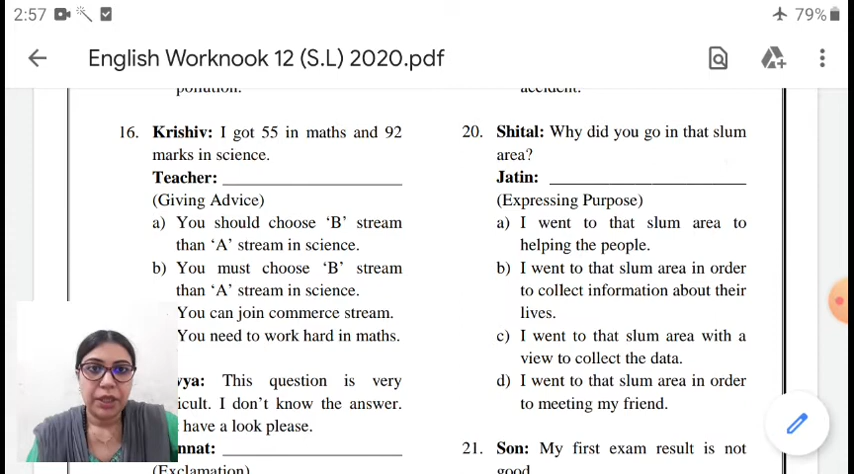 2:57
79%
English Worknook 12 (S.L) 2020.pdf
16. Krishiv: I got 55 in maths and 92
marks in science.
Teacher: ____________________
(Giving Advice)
a) You should choose ‘B’ stream
than ‘A’ stream in science.
b) You must choose ‘B’ stream
than ‘A’ stream in science.
You can join commerce stream.
You need to work hard in maths.
This question is very
I don’t know the answer.
have a look please.
____________________
(Exclamation)
accident.
20. Shital: Why did you go in that slum
area?
Jatin: ______________________
(Expressing Purpose)
a) I went to that slum area to
helping the people.
b) I went to that slum area in order
to collect information about their
lives.
c) I went to that slum area with a
view to collect the data.
d) I went to that slum area in order
to meeting my friend.
21. Son: My first exam result is not
good